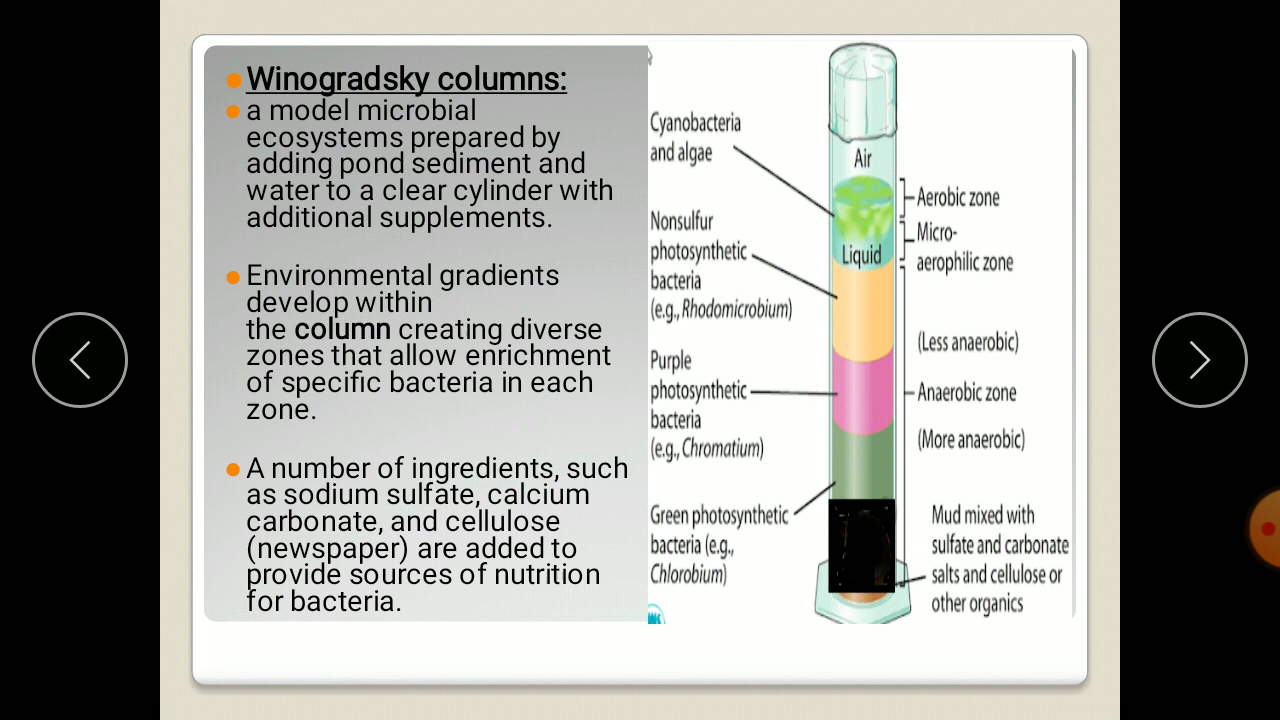 Winogradsky columns:
a model microbial
ecosystems prepared by
adding pond sediment and
water to a clear cylinder with
additional supplements.
Environmental gradients
develop within
the column creating diverse
zones that allow enrichment
of specific bacteria in each
zone.
A number of ingredients, such
as sodium sulfate, calcium
carbonate, and cellulose
(newspaper) are added to
provide sources of nutrition
for bacteria.
Cyanobacteria
and algae
Nonsulfur
photosynthetic
bacteria
(e.g., Rhodomicrobium)
Purple
photosynthetic
bacteria
(e.g., Chromatium)
Green photosynthetic
bacteria (e.g.,
Chlorobium)
Air
Liquid
Aerobic zone
Micro-
aerophilic zone
(Less anaerobic)
Anaerobic zone
(More anaerobic)
Mud mixed with
sulfate and carbonate
salts and cellulose or
other organics